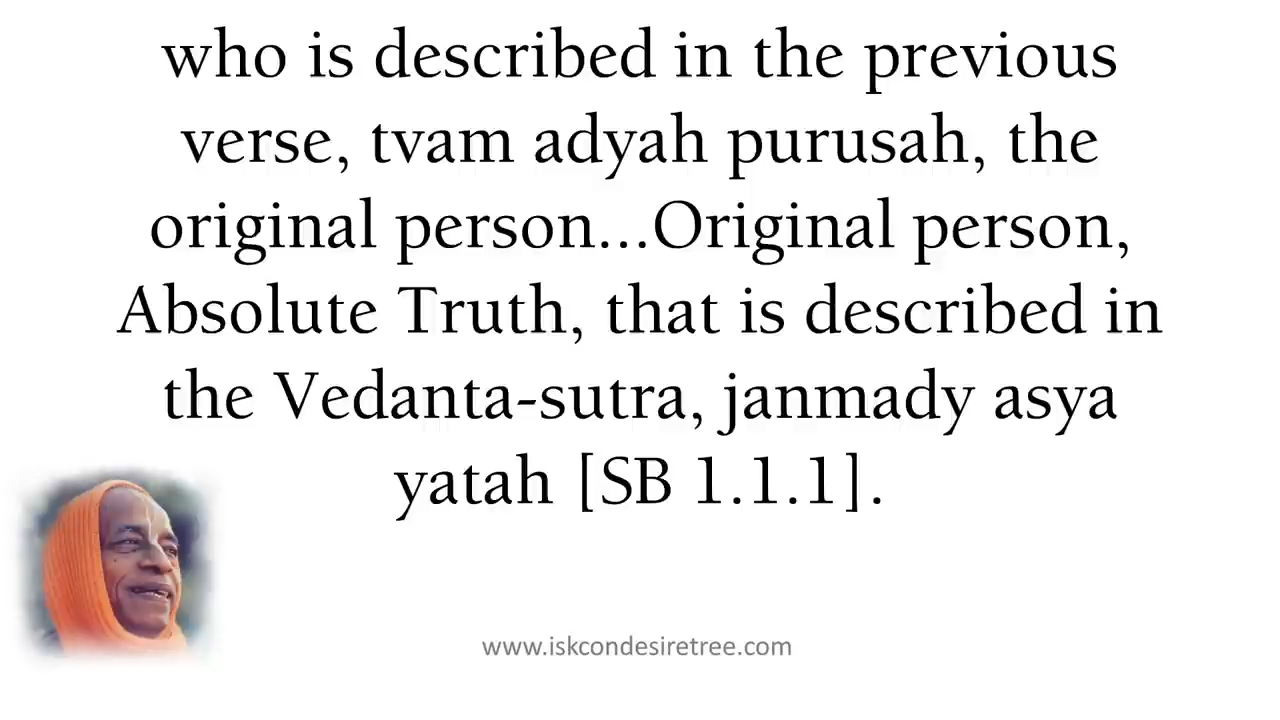 who is described in the previous
verse, tvam adyah purusah, the
original person...Original person,
Absolute Truth, that is described in
the Vedanta-sutra, janmady asya
yatah [SB 1.1.1].
www.iskcondesiretree.com